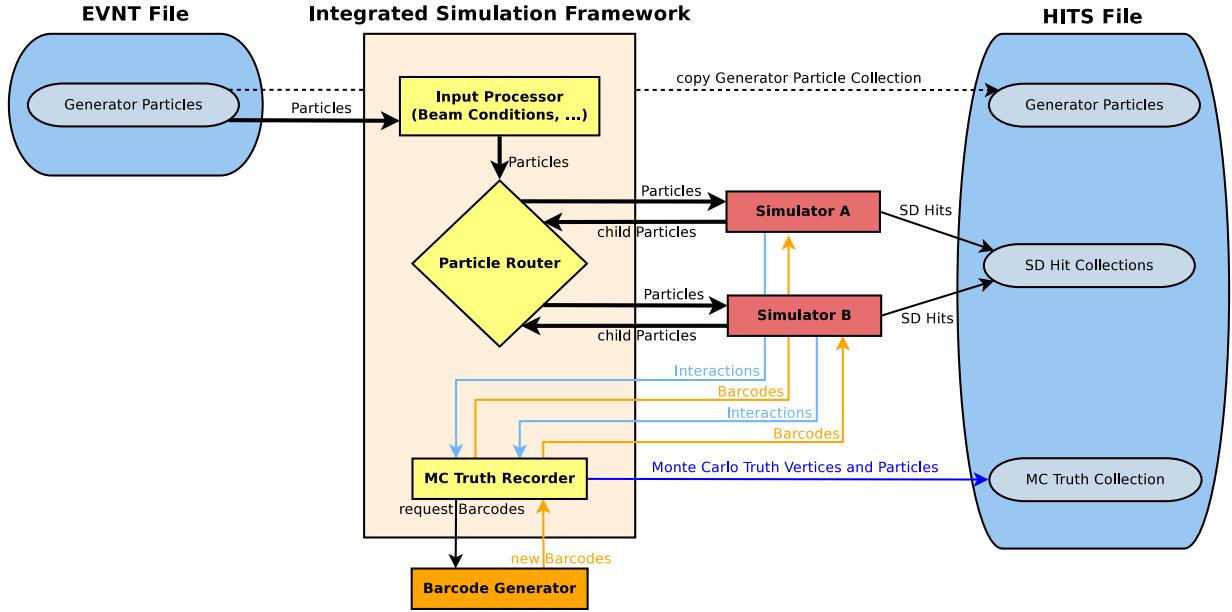 EVNT File
Integrated Simulation Framework
HITS File
Generator Particles
Particles
Input Processor
(Beam Conditions, ...)
copy Generator Particle Collection
Generator Particles
Particles
Particles
Simulator A
SD Hits
child Particles
Particle Router
SD Hit Collections
Particles
Simulator B
SD Hits
child Particles
Interactions
Barcodes
Interactions
Barcodes
MC Truth Recorder
Monte Carlo Truth Vertices and Particles
MC Truth Collection
request Barcodes
new Barcodes
Barcode Generator